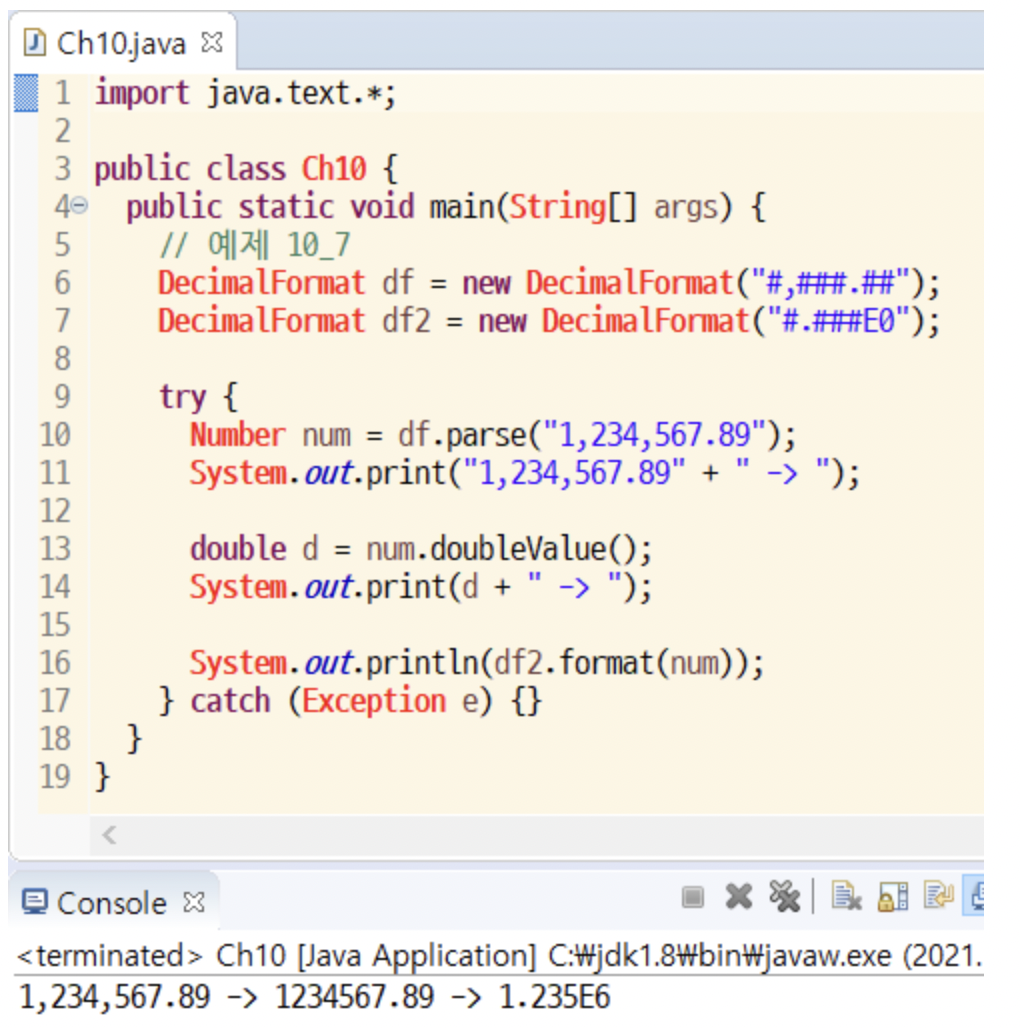 Ch10.java
1 import java.text.*;
2
3 public class Ch10 {
4 public static void main(String[] args) {
5 // 예제 10_7
6 DecimalFormat df = new DecimalFormat("#,###.##");
7 DecimalFormat df2 = new DecimalFormat("#.###E0");
8
9 try {
10 Number num = df.parse("1,234,567.89");
11 System.out.print("1,234,567.89" + " -> ");
12
13 double d = num.doubleValue();
14 System.out.print(d + " -> ");
15
16 System.out.println(df2.format(num));
17 } catch (Exception e) {}
18 }
19 }
Console
<terminated> Ch10 [Java Application] C:₩jdk1.8₩bin₩javaw.exe (2021.
1,234,567.89 -> 1234567.89 -> 1.235E6